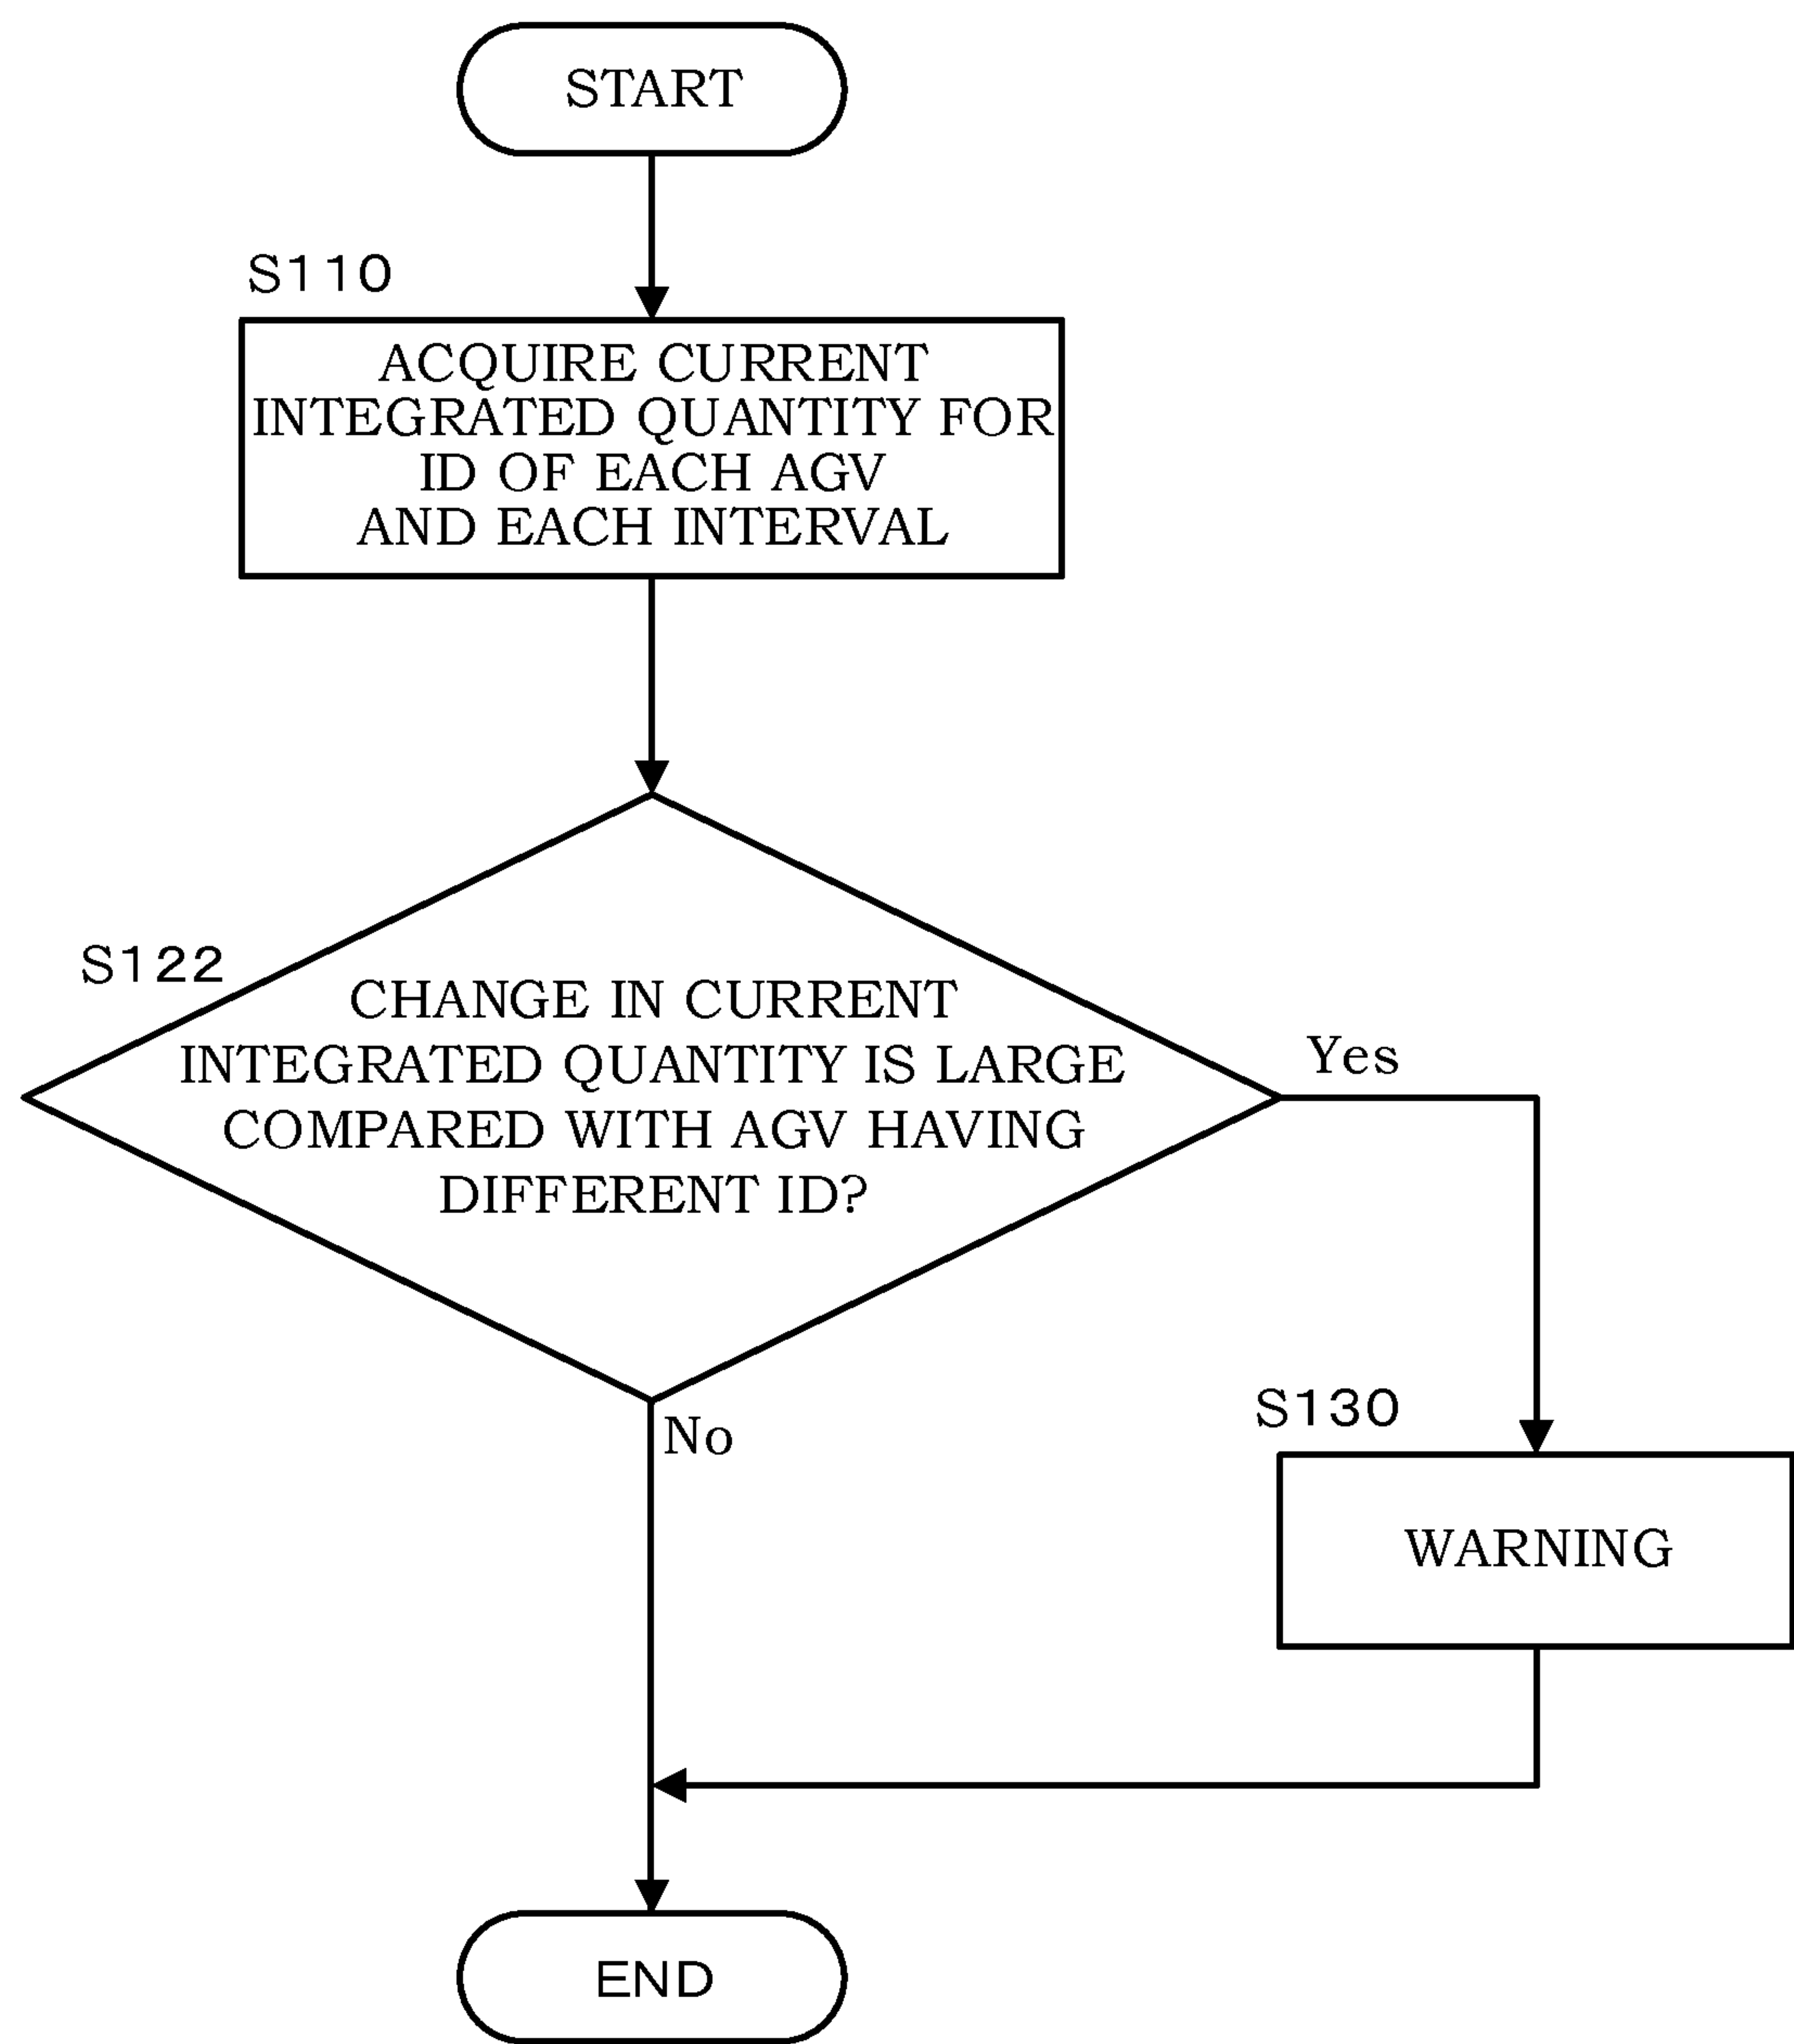 START
S110
ACQUIRE CURRENT
INTEGRATED QUANTITY FOR
ID OF EACH AGV
AND EACH INTERVAL
S122
CHANGE IN CURRENT
INTEGRATED QUANTITY IS LARGE
COMPARED WITH AGV HAVING
DIFFERENT ID?
Yes
No
S130
WARNING
END